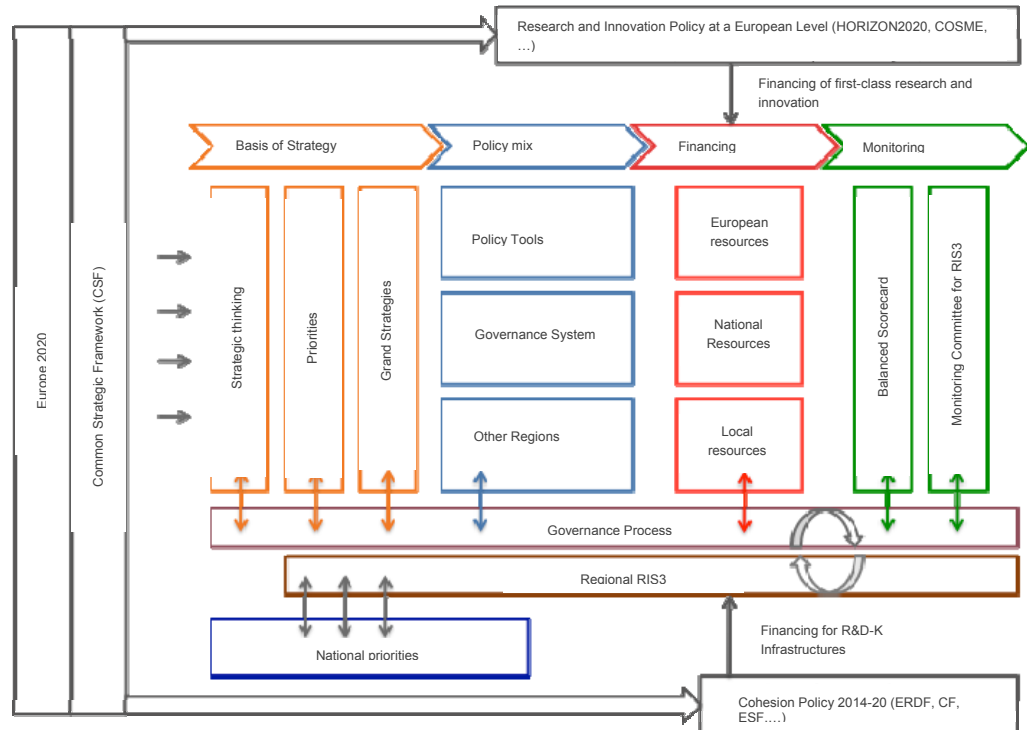 Research and Innovation Policy at a European Level (HORIZON2020, COSME,
…)
Financing of first-class research and
innovation
Basis of Strategy
Policy mix
Financing
Monitoring
Europe 2020
Common Strategic Framework (CSF)
Strategic thinking
Priorities
Grand Strategies
Policy Tools
Governance System
Other Regions
European
resources
National
Resources
Local
resources
Balanced Scorecard
Monitoring Committee for RIS3
Governance Process
Regional RIS3
National priorities
Financing for R&D-K
Infrastructures
Cohesion Policy 2014-20 (ERDF, CF,
ESF,…)